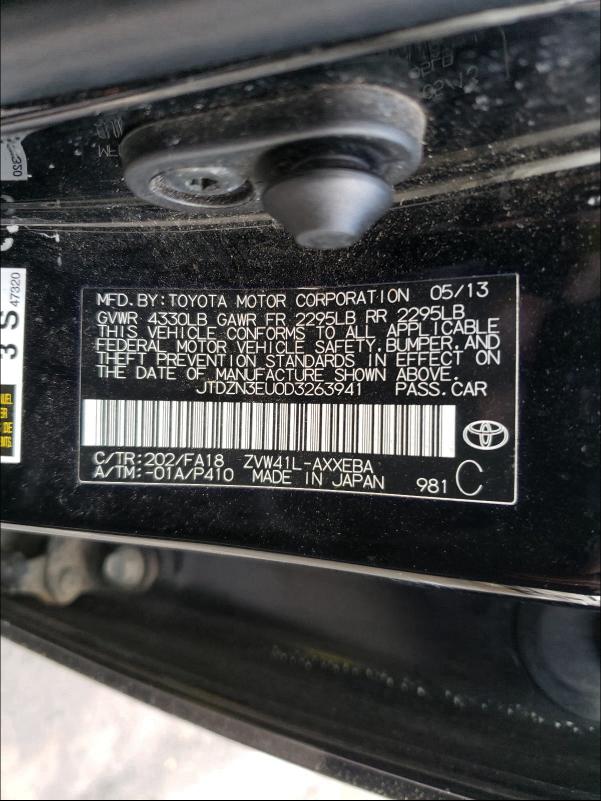 47320
3 S
MFD. BY: TOYOTA MOTOR CORPORATION 05/13
GVWR 4330LB GAWR FR 2295LB RR 2295LB
THIS VEHICLE CONFORMS TO ALL APPLICABLE
FEDERAL MOTOR VEHICLE SAFETY, BUMPER, AND
THEFT PREVENTION STANDARDS IN EFFECT ON
THE DATE OF MANUFACTURE SHOWN ABOVE.
JTDZN3EU0D3263941 PASS. CAR
C/TR: 202/FA18 ZVW41L-AXXEBA
A/TM: -01A/P410 MADE IN JAPAN 981 C